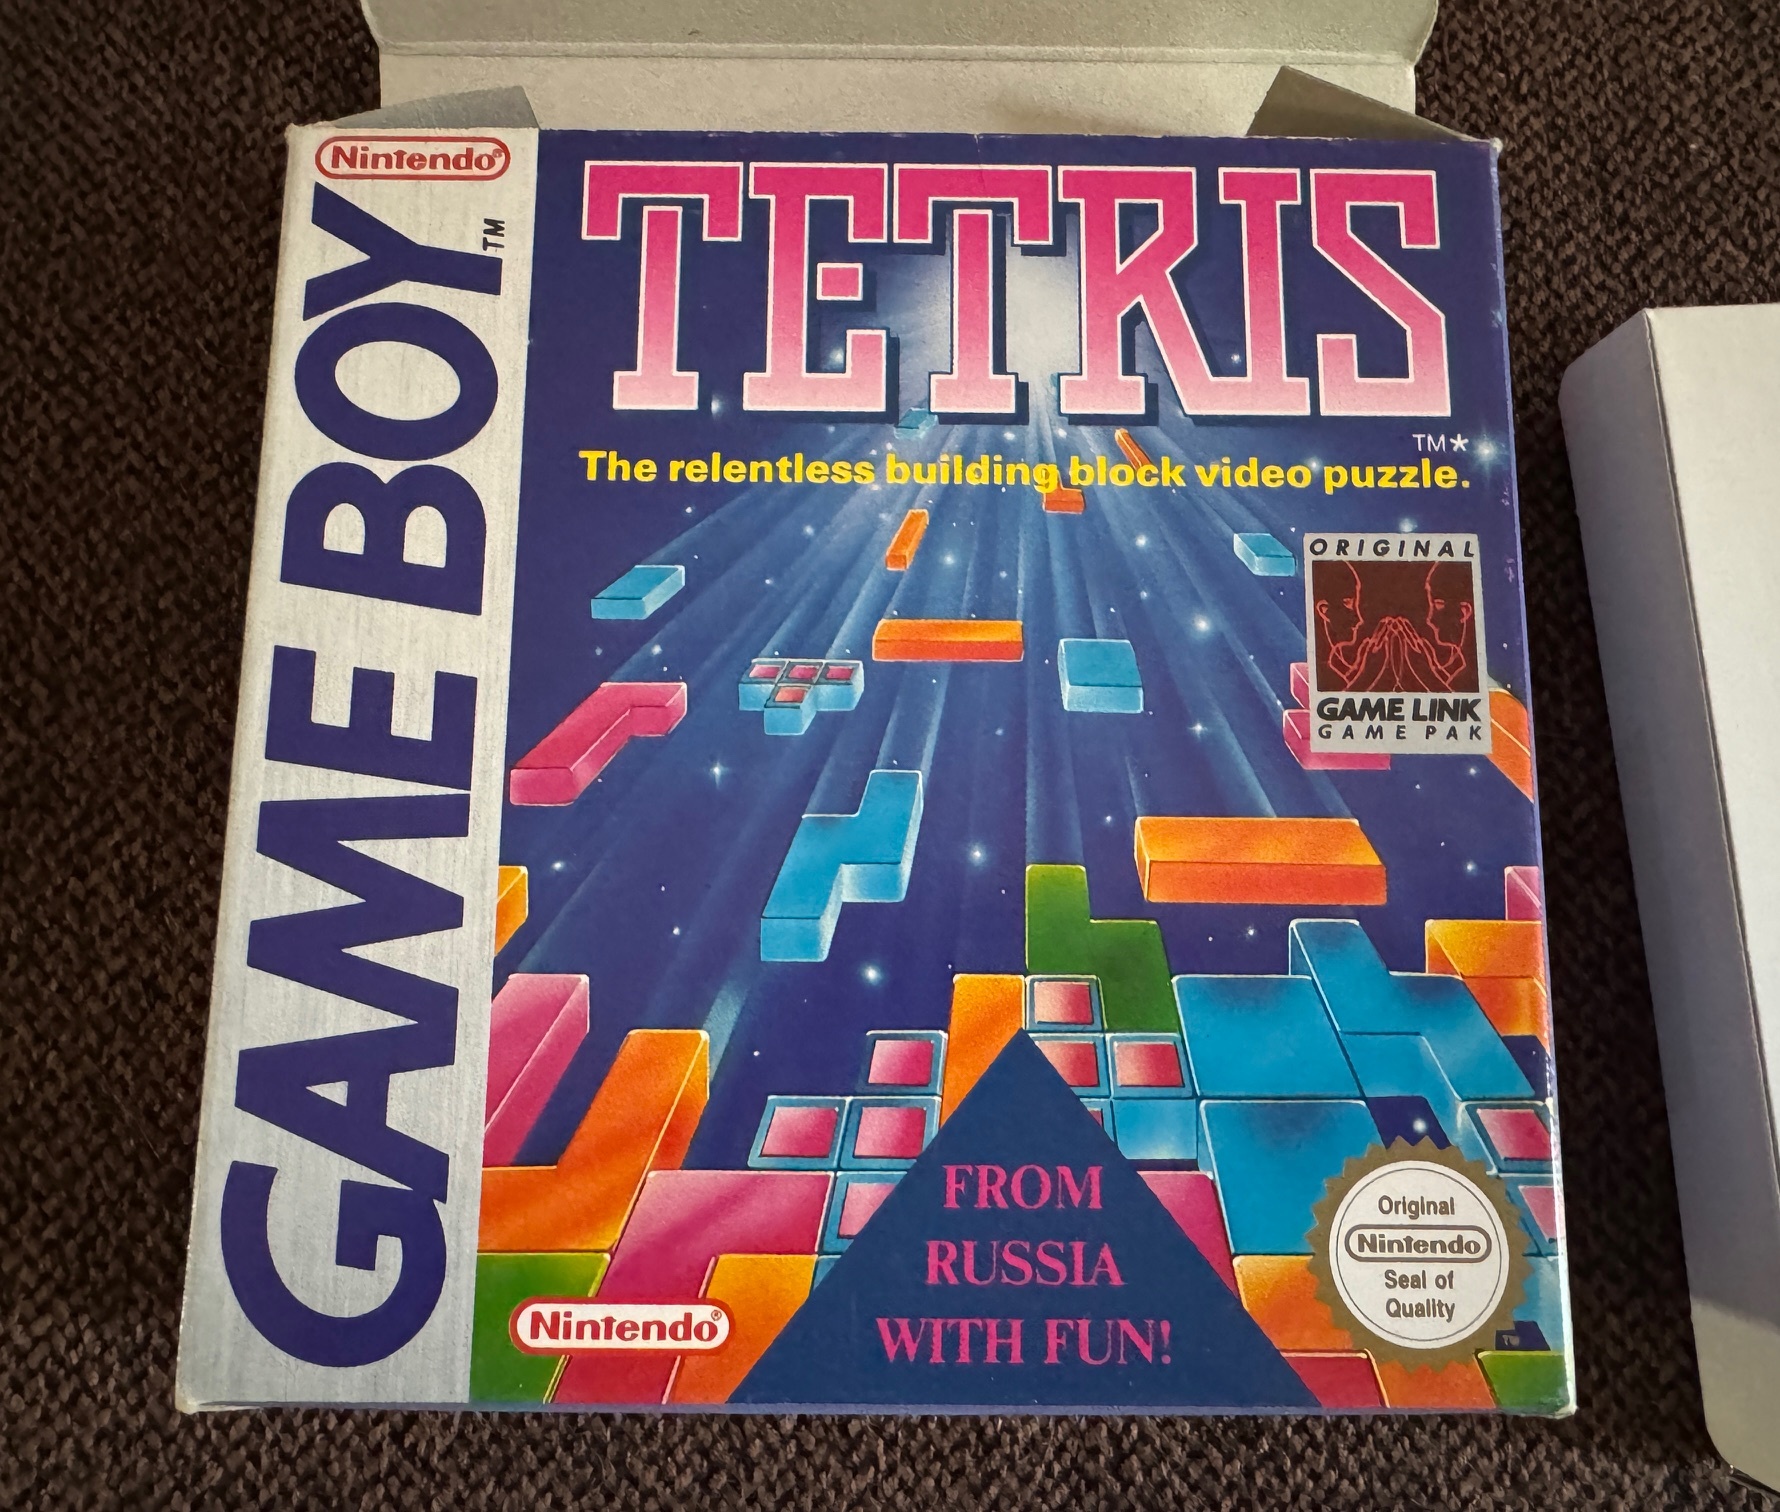 Nintendo®
GAME BOY™
TETRIS
TM*
The relentless building block video puzzle.
ORIGINAL
GAME LINK
GAME PAK
FROM
RUSSIA
WITH FUN!
Nintendo®
Original
Nintendo
Seal of
Quality
TM